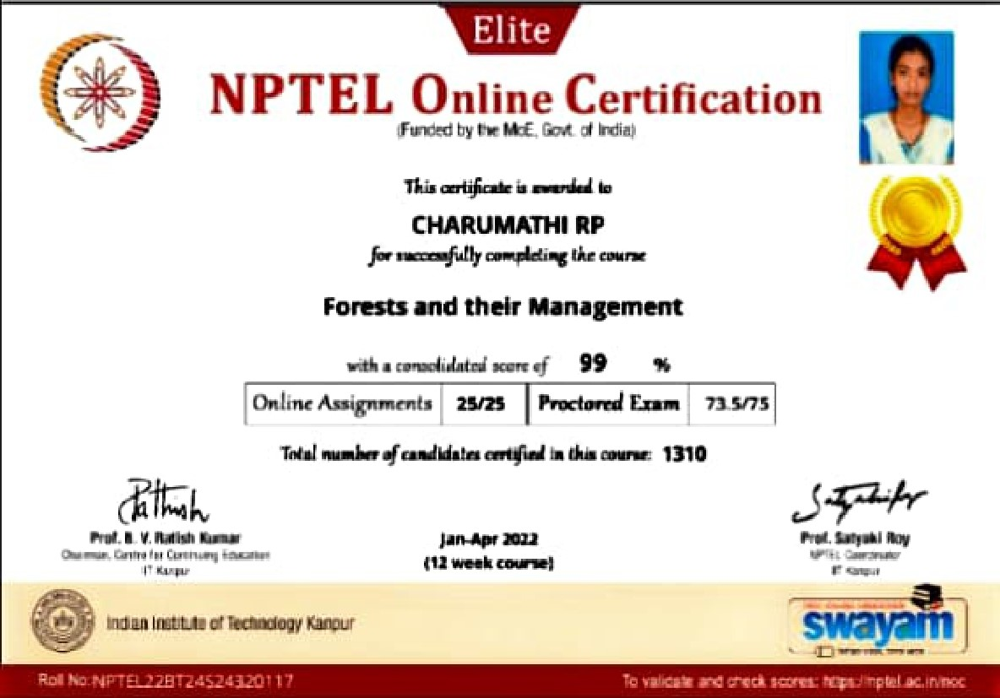 Elite
NPTEL Online Certification
(Funded by the MoE, Govt. of India)
This certificate is awarded to
CHARUMATHI RP
for successfully completing the course
Forests and their Management
with a consolidated score of 99 %
Online Assignments 25/25 Proctored Exam 73.5/75
Total number of candidates certified in this course: 1310
Prof. B. V. Ratish Kumar
Chairman, Centre for Continuing Education
IIT Kanpur
Jan-Apr 2022
(12 week course)
Prof. Satyaki Roy
NPTEL Coordinator
IIT Kanpur
Indian Institute of Technology Kanpur
swayam
Roll No: NPTEL22BT24S24320117
To validate and check scores: https://nptel.ac.in/noc